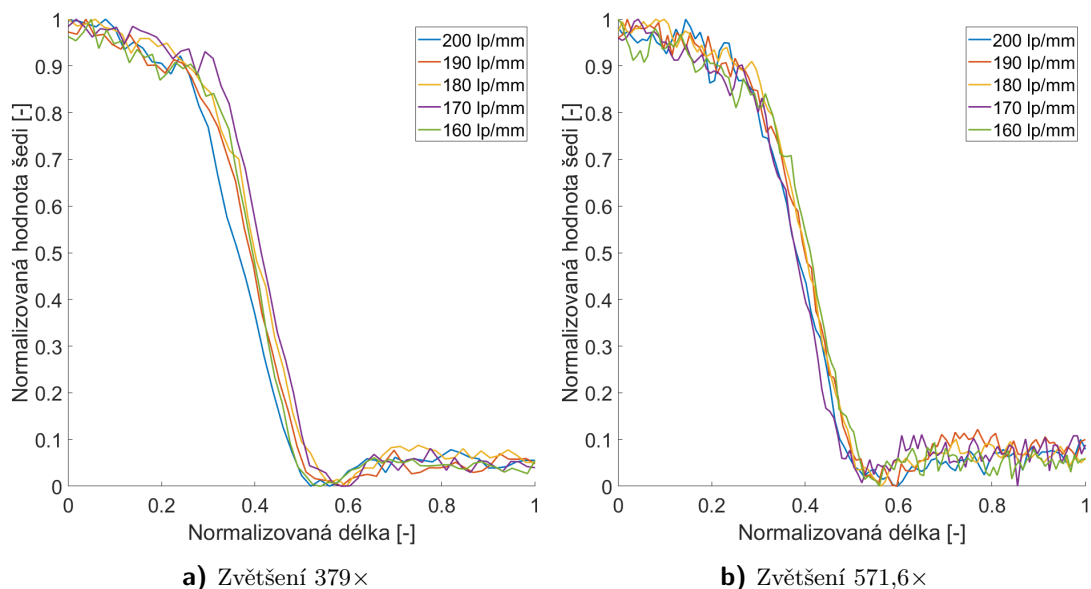 1
0.9
0.8
0.7
0.6
0.5
0.4
0.3
0.2
0.1
0
Normalizovaná hodnota šedi [-]
200 lp/mm
190 lp/mm
180 lp/mm
170 lp/mm
160 lp/mm
0 0.2 0.4 0.6 0.8 1
Normalizovaná délka [-]
a) Zvětšení 379×
1
0.9
0.8
0.7
0.6
0.5
0.4
0.3
0.2
0.1
0
Normalizovaná hodnota šedi [-]
200 lp/mm
190 lp/mm
180 lp/mm
170 lp/mm
160 lp/mm
0 0.2 0.4 0.6 0.8 1
Normalizovaná délka [-]
b) Zvětšení 571,6×